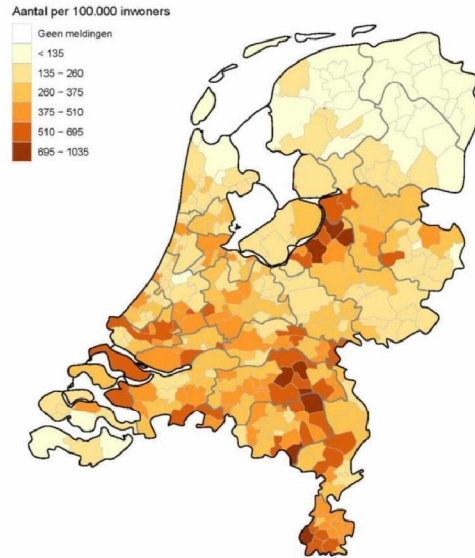 Aantal per 100.000 inwoners
Geen meldingen
< 135
135 – 260
260 – 375
375 – 510
510 – 695
695 – 1035